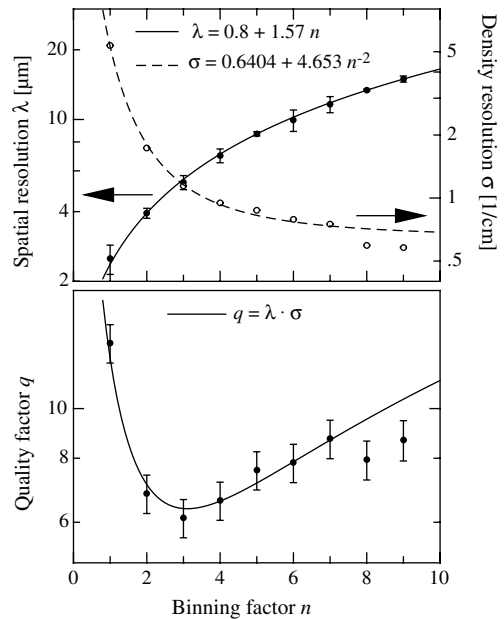 λ = 0.8 + 1.57 n
σ = 0.6404 + 4.653 n⁻²
Spatial resolution λ [μm]
20
10
4
2
Density resolution σ [1/cm]
5
2
1
.5
q = λ · σ
Quality factor q
10
8
6
0 2 4 6 8 10
Binning factor n